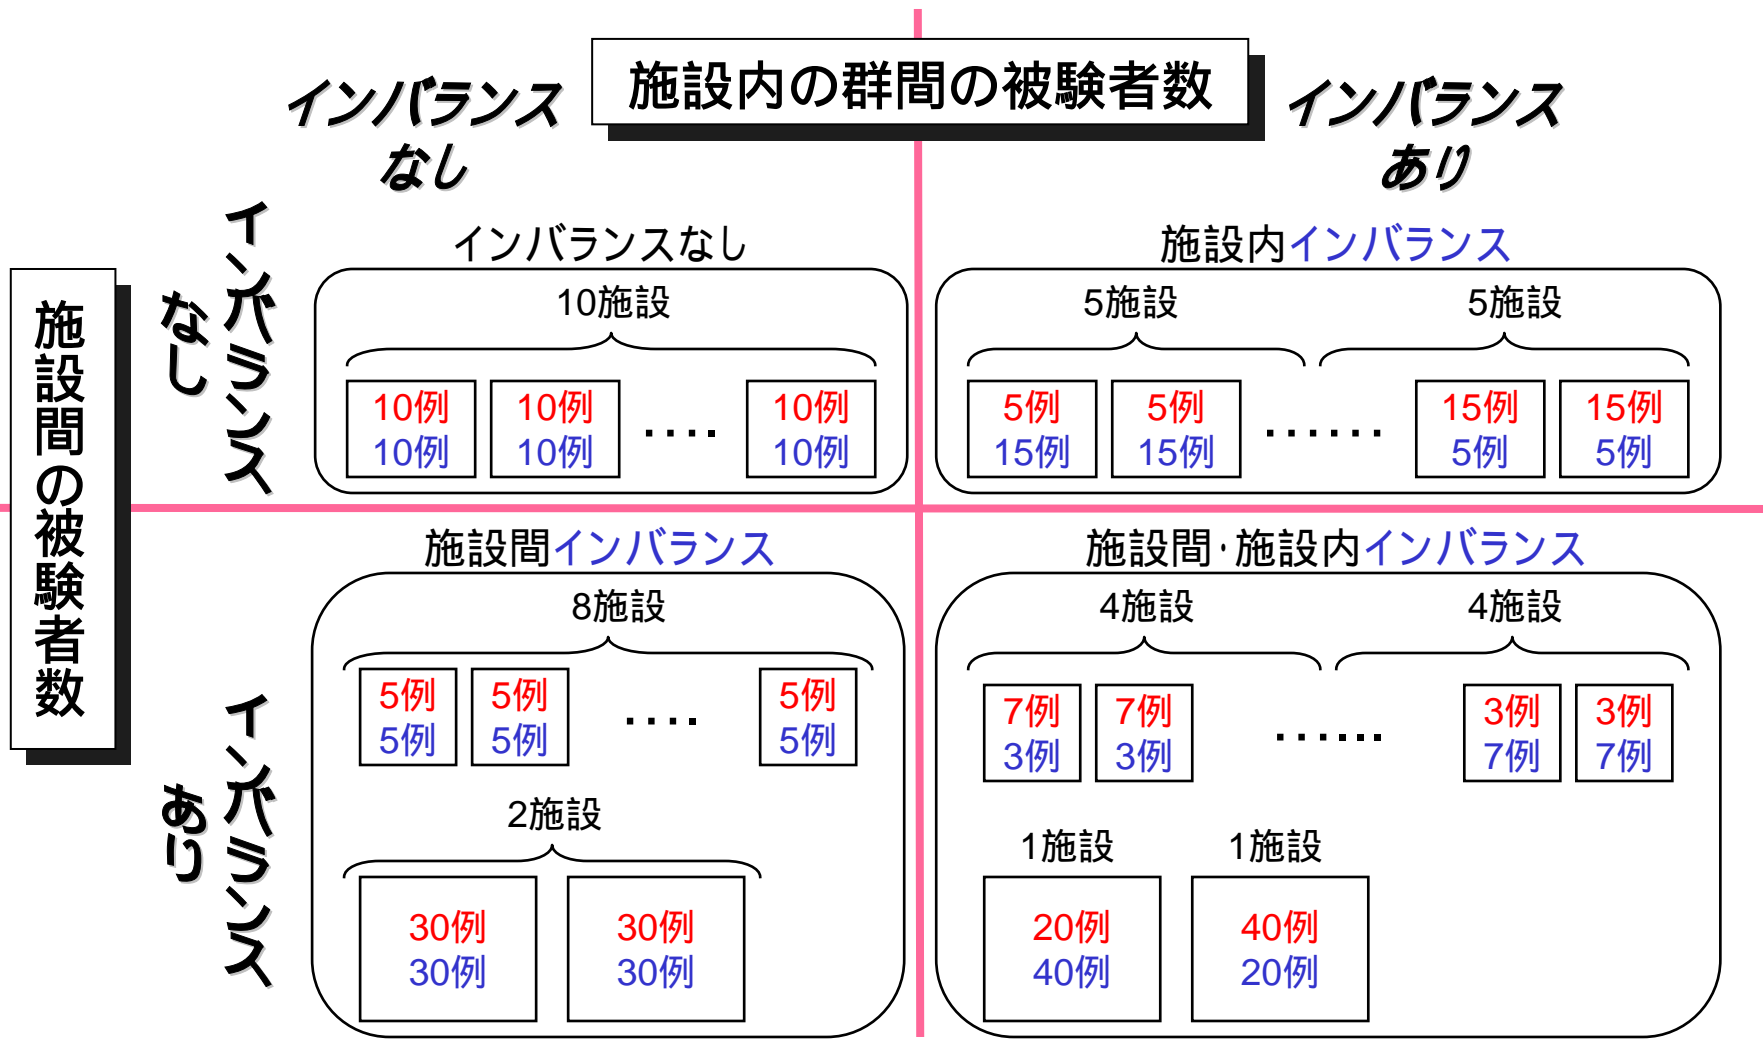 施設内の群間の被験者数
インバランス
なし
インバランス
あり
施設間の被験者数
インバランス
なし
インバランス
あり
インバランスなし
10施設
10例
10例
10例
10例
････
10例
10例
施設内インバランス
5施設
5施設
5例
15例
5例
15例
･･････
15例
5例
15例
5例
施設間インバランス
8施設
5例
5例
5例
5例
････
5例
5例
2施設
30例
30例
30例
30例
施設間･施設内インバランス
4施設
4施設
7例
3例
7例
3例
･･････
3例
7例
3例
7例
1施設
1施設
20例
40例
40例
20例